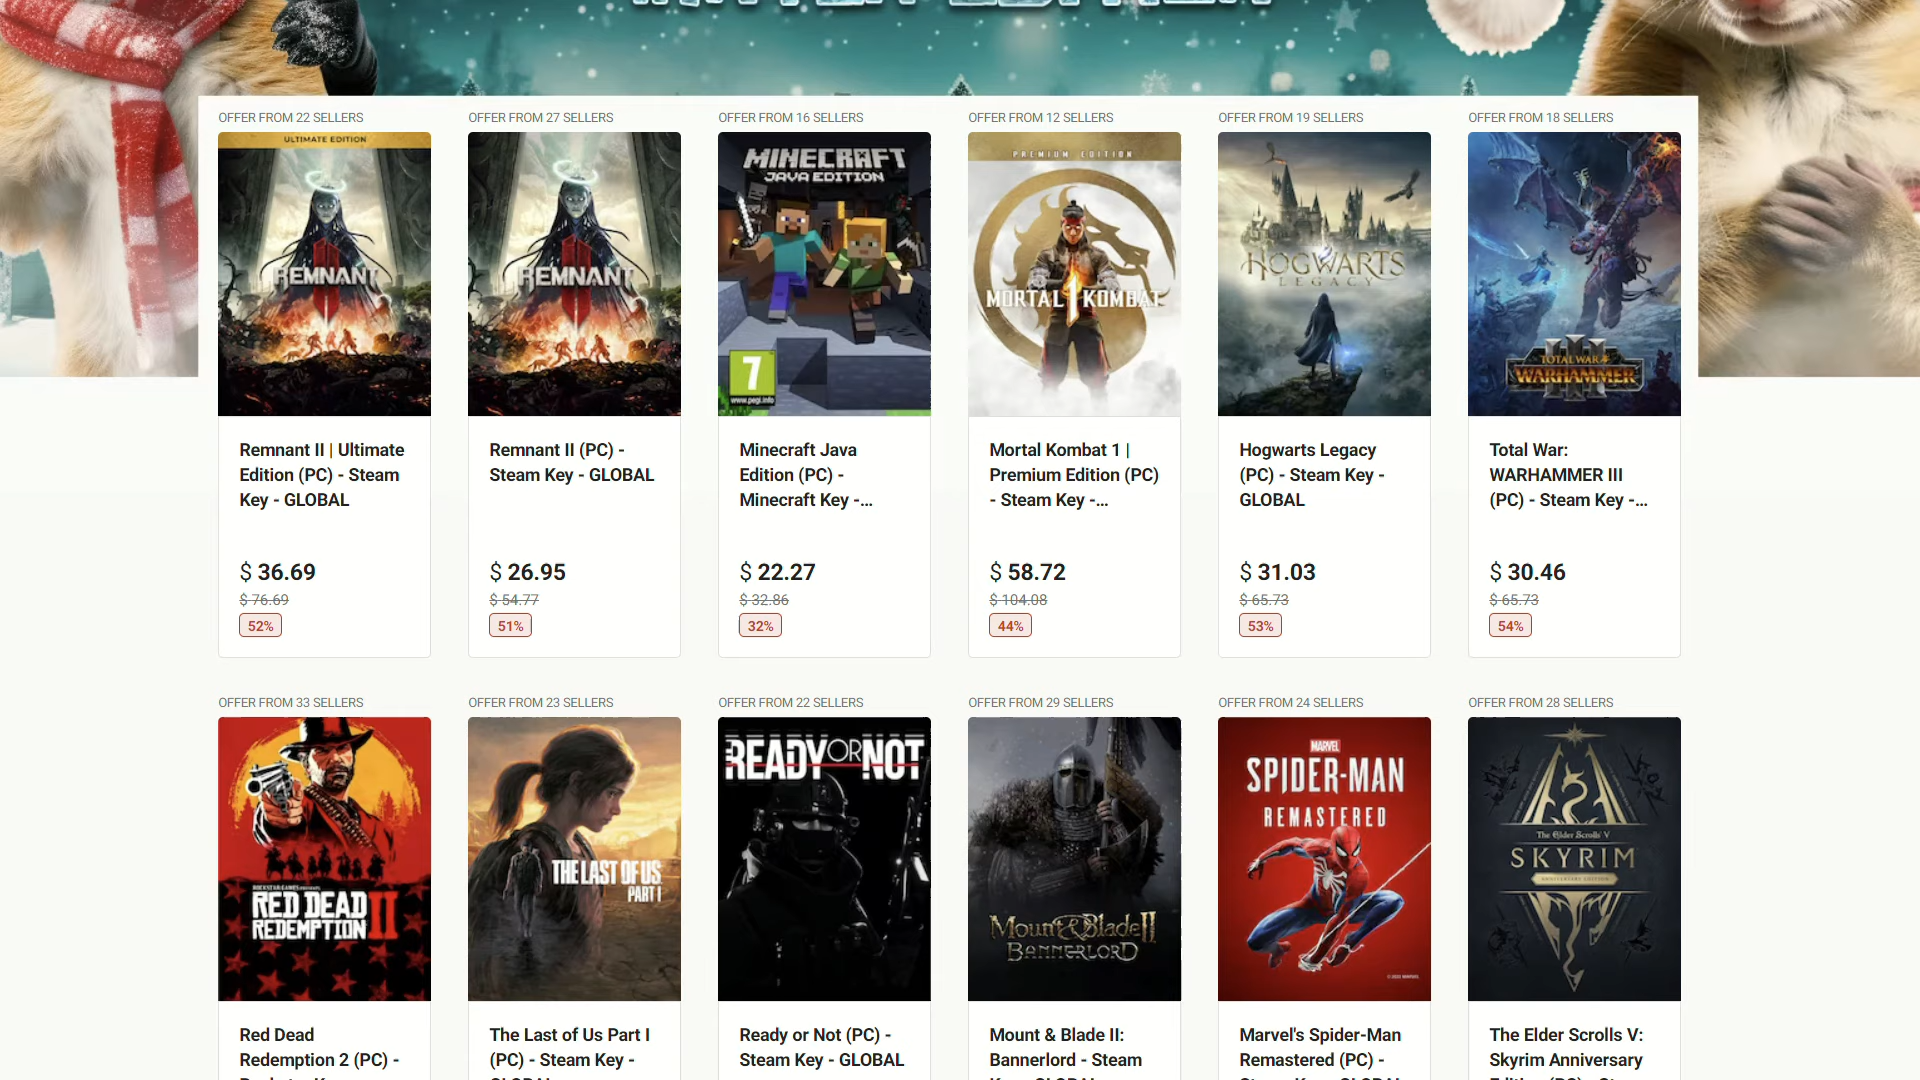 OFFER FROM 22 SELLERS
OFFER FROM 27 SELLERS
OFFER FROM 16 SELLERS
OFFER FROM 12 SELLERS
OFFER FROM 19 SELLERS
OFFER FROM 18 SELLERS
ULTIMATE EDITION
REMNANT II
REMNANT II
MINECRAFT
JAVA EDITION
7
www.pegi.info
PREMIUM EDITION
MORTAL 1 KOMBAT
HOGWARTS
LEGACY
TOTAL WAR
WARHAMMER
III
Remnant II | Ultimate
Edition (PC) - Steam
Key - GLOBAL
$ 36.69
$ 76.69
52%
Remnant II (PC) -
Steam Key - GLOBAL
$ 26.95
$ 54.77
51%
Minecraft Java
Edition (PC) -
Minecraft Key -...
$ 22.27
$ 32.86
32%
Mortal Kombat 1 |
Premium Edition (PC)
- Steam Key -...
$ 58.72
$ 104.08
44%
Hogwarts Legacy
(PC) - Steam Key -
GLOBAL
$ 31.03
$ 65.73
53%
Total War:
WARHAMMER III
(PC) - Steam Key -...
$ 30.46
$ 65.73
54%
OFFER FROM 33 SELLERS
OFFER FROM 23 SELLERS
OFFER FROM 22 SELLERS
OFFER FROM 29 SELLERS
OFFER FROM 24 SELLERS
OFFER FROM 28 SELLERS
RED DEAD
REDEMPTION II
THE LAST OF US
PART I
READY OR NOT
Mount & Blade II
BANNERLORD
MARVEL
SPIDER-MAN
REMASTERED
The Elder Scrolls V
SKYRIM
ANNIVERSARY EDITION
Red Dead
Redemption 2 (PC) -
The Last of Us Part I
(PC) - Steam Key -
Ready or Not (PC) -
Steam Key - GLOBAL
Mount & Blade II:
Bannerlord - Steam
Marvel's Spider-Man
Remastered (PC) -
The Elder Scrolls V:
Skyrim Anniversary